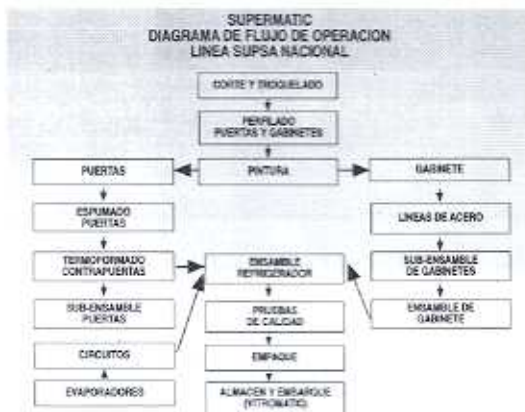 SUPERMATIC
DIAGRAMA DE FLUJO DE OPERACION
LINEA SUPSA NACIONAL
CORTE Y TROQUELADO
PERFILADO
PUERTAS Y GABINETES
PUERTAS
PINTURA
GABINETE
ESPUMADO
PUERTAS
LINEAS DE ACERO
TERMOFORMADO
CONTRAPUERTAS
ENSAMBLE
REFRIGERADOR
SUB-ENSAMBLE
DE GABINETES
SUB-ENSAMBLE
PUERTAS
PRUEBAS
DE CALIDAD
ENSAMBLE DE
GABINETE
CIRCUITOS
EMPAQUE
EVAPORADORES
ALMACEN Y EMBARQUE
(VITROMATIC)